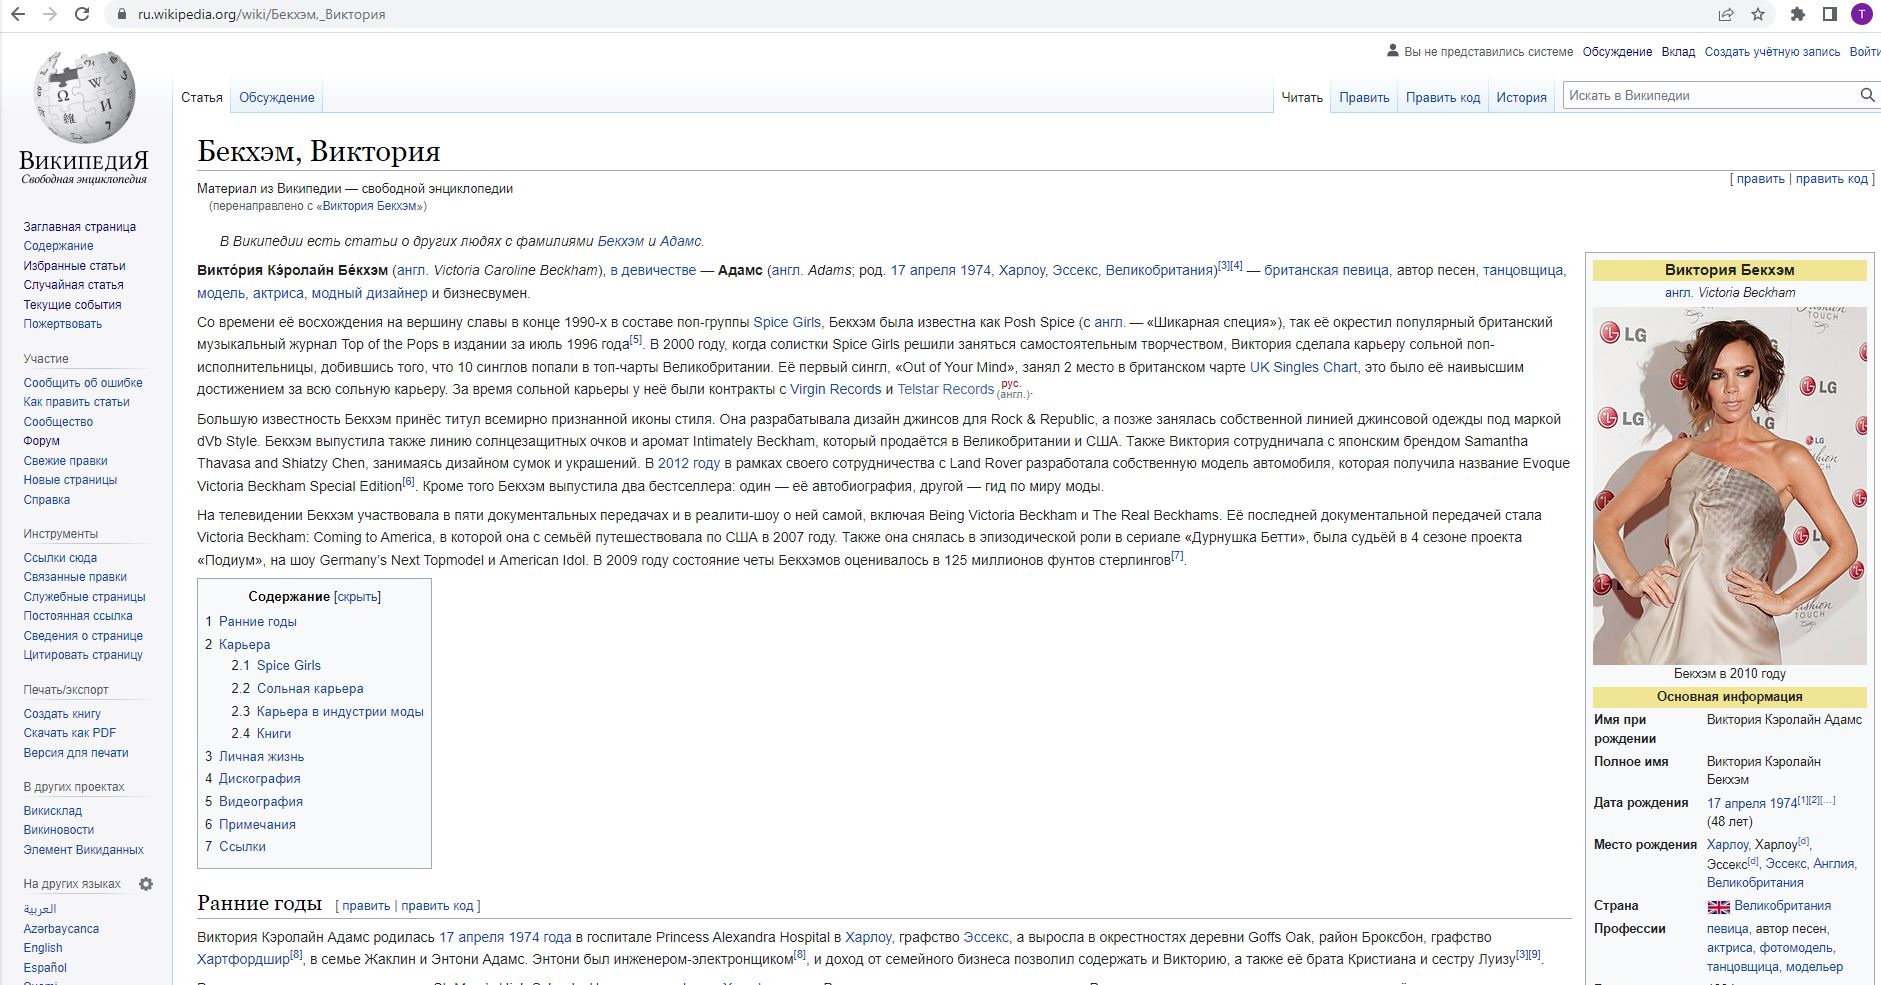 ru.wikipedia.org/wiki/Бекхэм,_Виктория
T
Вы не представились системе Обсуждение Вклад Создать учётную запись Войти
Статья Обсуждение
Читать Править Править код История
Искать в Википедии
ВИКИПЕДИЯ
Свободная энциклопедия
Заглавная страница
Содержание
Избранные статьи
Случайная статья
Текущие события
Пожертвовать
Участие
Сообщить об ошибке
Как править статьи
Сообщество
Форум
Свежие правки
Новые страницы
Справка
Инструменты
Ссылки сюда
Связанные правки
Служебные страницы
Постоянная ссылка
Сведения о странице
Цитировать страницу
Печать/экспорт
Создать книгу
Скачать как PDF
Версия для печати
В других проектах
Викисклад
Викиновости
Элемент Викиданных
На других языках
العربية
Azərbaycanca
English
Español
Бекхэм, Виктория
[ править | править код ]
Материал из Википедии — свободной энциклопедии
(перенаправлено с «Виктория Бекхэм»)
В Википедии есть статьи о других людях с фамилиями Бекхэм и Адамс.
Викто́рия Кэ́ролайн Бе́кхэм (англ. Victoria Caroline Beckham), в девичестве — Адамс (англ. Adams; род. 17 апреля 1974, Харлоу, Эссекс, Великобритания)[3][4] — британская певица, автор песен, танцовщица,
модель, актриса, модный дизайнер и бизнесвумен.
Со времени её восхождения на вершину славы в конце 1990-х в составе поп-группы Spice Girls, Бекхэм была известна как Posh Spice (с англ. — «Шикарная специя»), так её окрестил популярный британский
музыкальный журнал Top of the Pops в издании за июль 1996 года[5]. В 2000 году, когда солистки Spice Girls решили заняться самостоятельным творчеством, Виктория сделала карьеру сольной поп-
исполнительницы, добившись того, что 10 синглов попали в топ-чарты Великобритании. Её первый сингл, «Out of Your Mind», занял 2 место в британском чарте UK Singles Chart, это было её наивысшим
достижением за всю сольную карьеру. За время сольной карьеры у неё были контракты с Virgin Records и Telstar Records рус. (англ.).
Большую известность Бекхэм принёс титул всемирно признанной иконы стиля. Она разрабатывала дизайн джинсов для Rock & Republic, а позже занялась собственной линией джинсовой одежды под маркой
dVb Style. Бекхэм выпустила также линию солнцезащитных очков и аромат Intimately Beckham, который продаётся в Великобритании и США. Также Виктория сотрудничала с японским брендом Samantha
Thavasa and Shiatzy Chen, занимаясь дизайном сумок и украшений. В 2012 году в рамках своего сотрудничества с Land Rover разработала собственную модель автомобиля, которая получила название Evoque
Victoria Beckham Special Edition[6]. Кроме того Бекхэм выпустила два бестселлера: один — её автобиография, другой — гид по миру моды.
На телевидении Бекхэм участвовала в пяти документальных передачах и в реалити-шоу о ней самой, включая Being Victoria Beckham и The Real Beckhams. Её последней документальной передачей стала
Victoria Beckham: Coming to America, в которой она с семьёй путешествовала по США в 2007 году. Также она снялась в эпизодической роли в сериале «Дурнушка Бетти», была судьёй в 4 сезоне проекта
«Подиум», на шоу Germany's Next Topmodel и American Idol. В 2009 году состояние четы Бекхэмов оценивалось в 125 миллионов фунтов стерлингов[7].
Содержание [скрыть]
1 Ранние годы
2 Карьера
2.1 Spice Girls
2.2 Сольная карьера
2.3 Карьера в индустрии моды
2.4 Книги
3 Личная жизнь
4 Дискография
5 Видеография
6 Примечания
7 Ссылки
Ранние годы [ править | править код ]
Виктория Кэролайн Адамс родилась 17 апреля 1974 года в госпитале Princess Alexandra Hospital в Харлоу, графство Эссекс, а выросла в окрестностях деревни Goffs Oak, район Броксбон, графство
Хартфордшир[8], в семье Жаклин и Энтони Адамс. Энтони был инженером-электронщиком[8], и доход от семейного бизнеса позволил содержать и Викторию, а также её брата Кристиана и сестру Луизу[3][9].
Виктория Бекхэм
англ. Victoria Beckham
TOUCH
LG
LG
LG
LG
fashion
TOUCH
Fashion
TOUCH
Бекхэм в 2010 году
Основная информация
Имя при рождении Виктория Кэролайн Адамс
Полное имя Виктория Кэролайн
Бекхэм
Дата рождения 17 апреля 1974[1][2][…]
(48 лет)
Место рождения Харлоу, Харлоу[d],
Эссекс[d], Эссекс, Англия,
Великобритания
Страна Великобритания
Профессии певица, автор песен,
актриса, фотомодель,
танцовщица, модельер